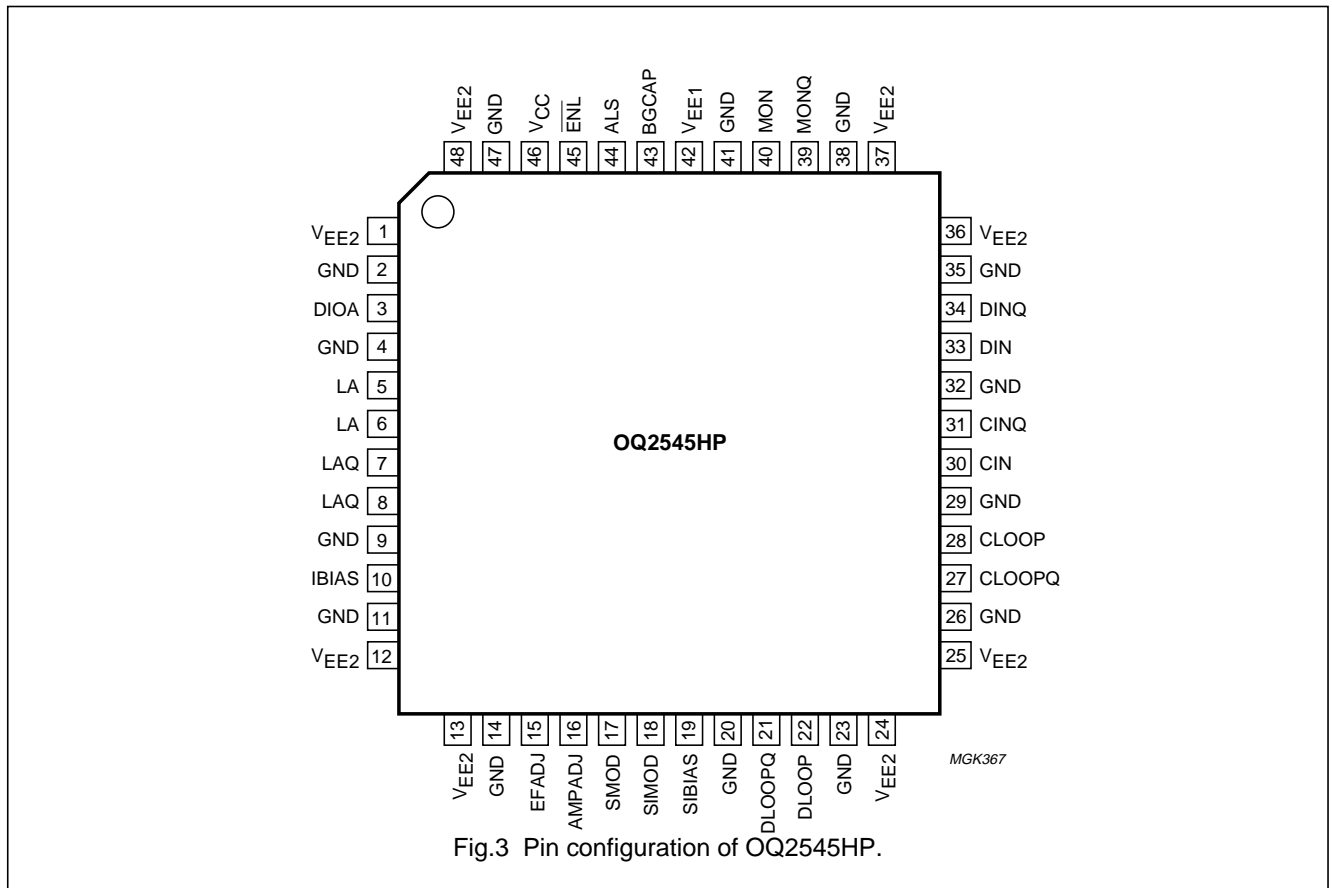 VEE2
GND
VCC
ENL
ALS
BGCAP
VEE1
GND
MON
MONQ
GND
VEE2
48 47 46 45 44 43 42 41 40 39 38 37
VEE2 1
GND 2
DIOA 3
GND 4
LA 5
LA 6
LAQ 7
LAQ 8
GND 9
IBIAS 10
GND 11
VEE2 12
OQ2545HP
36 VEE2
35 GND
34 DINQ
33 DIN
32 GND
31 CINQ
30 CIN
29 GND
28 CLOOP
27 CLOOPQ
26 GND
25 VEE2
13 14 15 16 17 18 19 20 21 22 23 24
VEE2
GND
EFADJ
AMPADJ
SMOD
SIMOD
SIBIAS
GND
DLOOPQ
DLOOP
GND
VEE2
MGK367
Fig.3 Pin configuration of OQ2545HP.